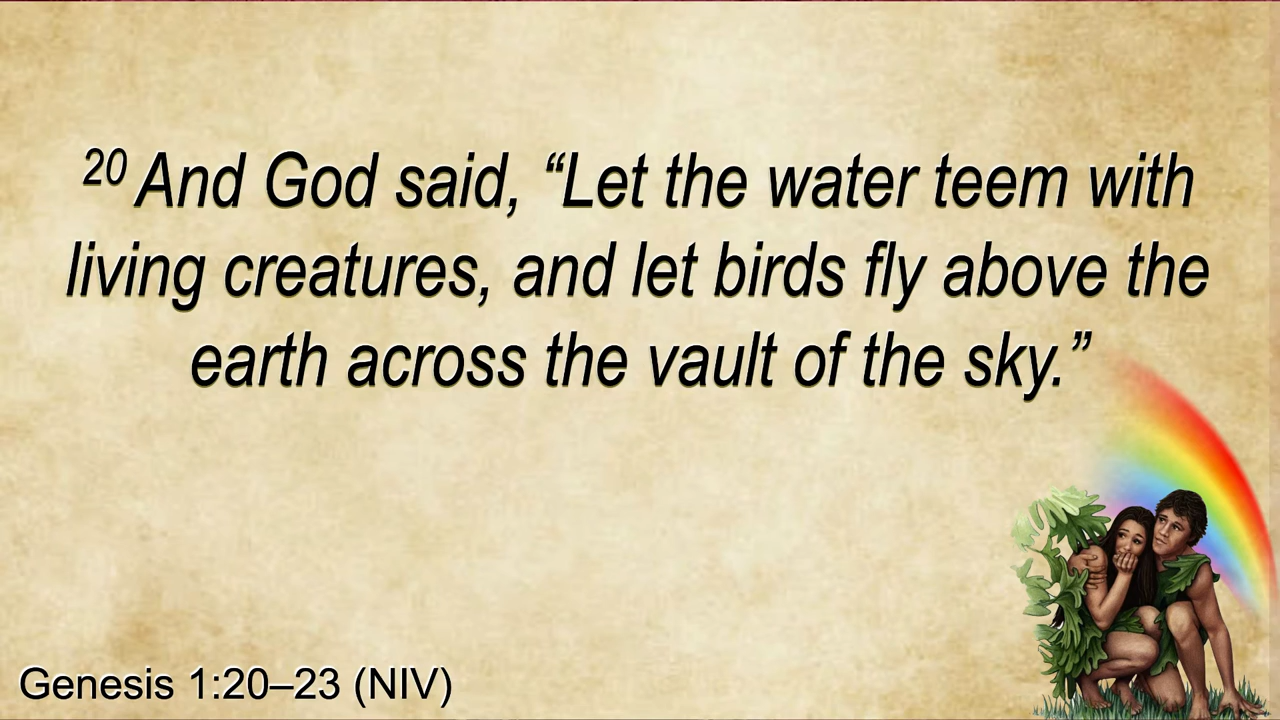 20 And God said, “Let the water teem with
living creatures, and let birds fly above the
earth across the vault of the sky.”
Genesis 1:20–23 (NIV)